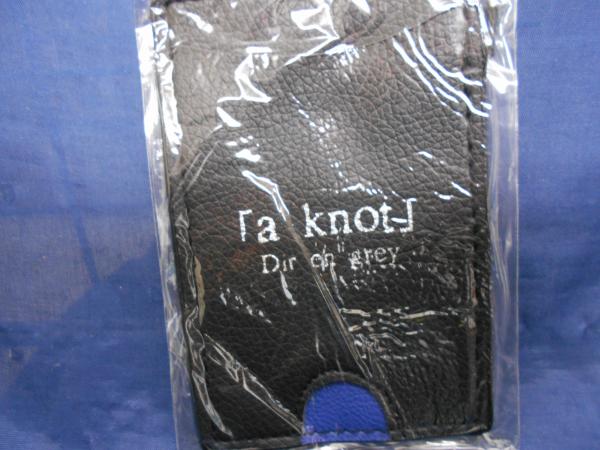 「a knot」
Dir en grey